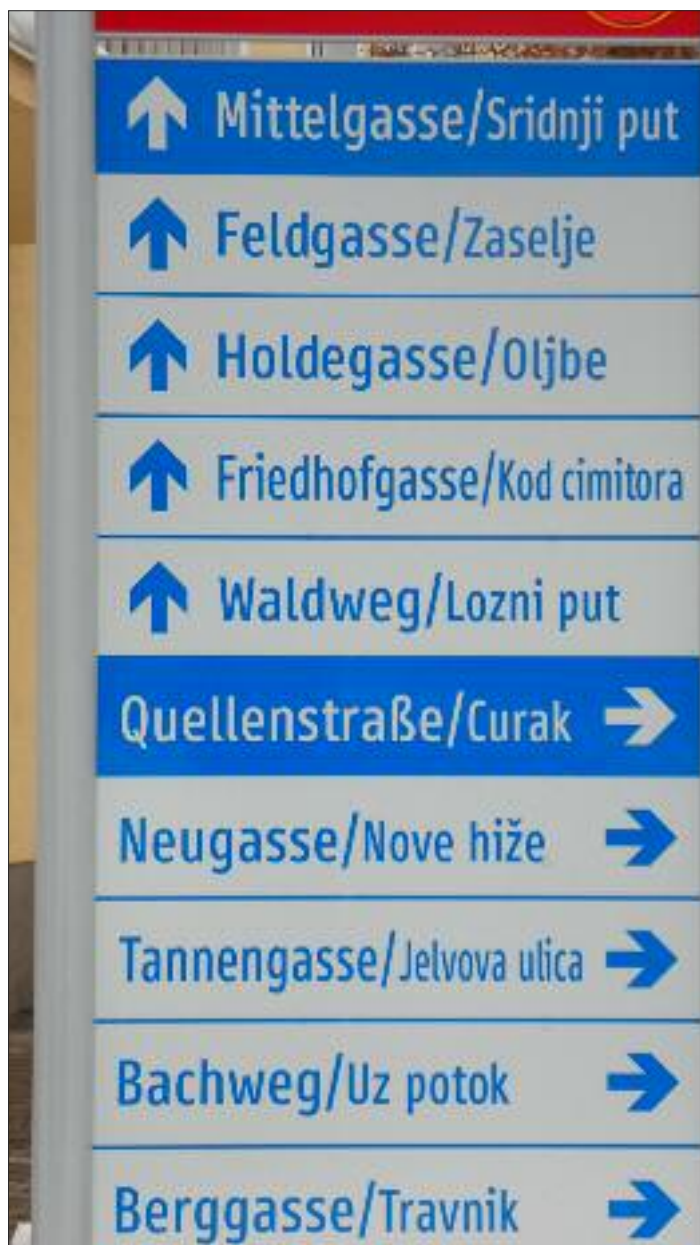 Mittelgasse/Sridnji put
Feldgasse/Zaselje
Holdegasse/Oljbe
Friedhofgasse/Kod cimitora
Waldweg/Lozni put
Quellenstraße/Curak
Neugasse/Nove hiže
Tannengasse/Jelvova ulica
Bachweg/Uz potok
Berggasse/Travnik